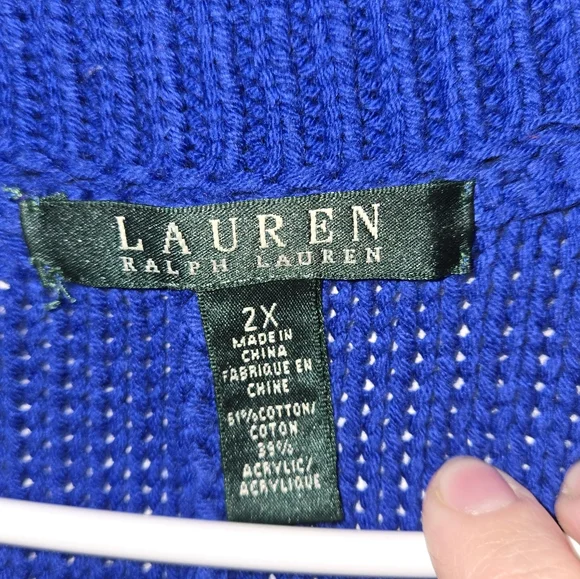 LAUREN
RALPH LAUREN
2X
MADE IN
CHINA
FABRIQUE EN
CHINE
61%COTTON/
COTON
39%
ACRYLIC/
ACRYLIQUE